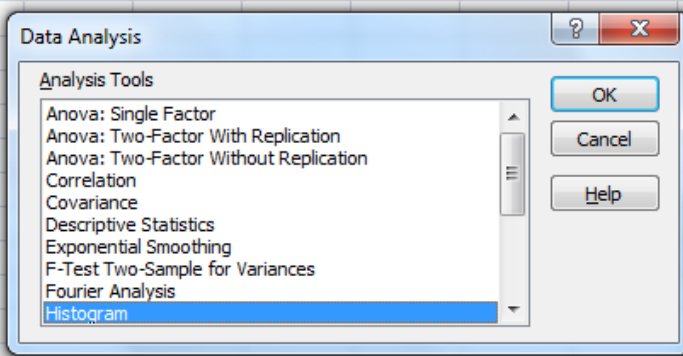 Data Analysis
Analysis Tools
Anova: Single Factor
Anova: Two-Factor With Replication
Anova: Two-Factor Without Replication
Correlation
Covariance
Descriptive Statistics
Exponential Smoothing
F-Test Two-Sample for Variances
Fourier Analysis
Histogram
OK
Cancel
Help